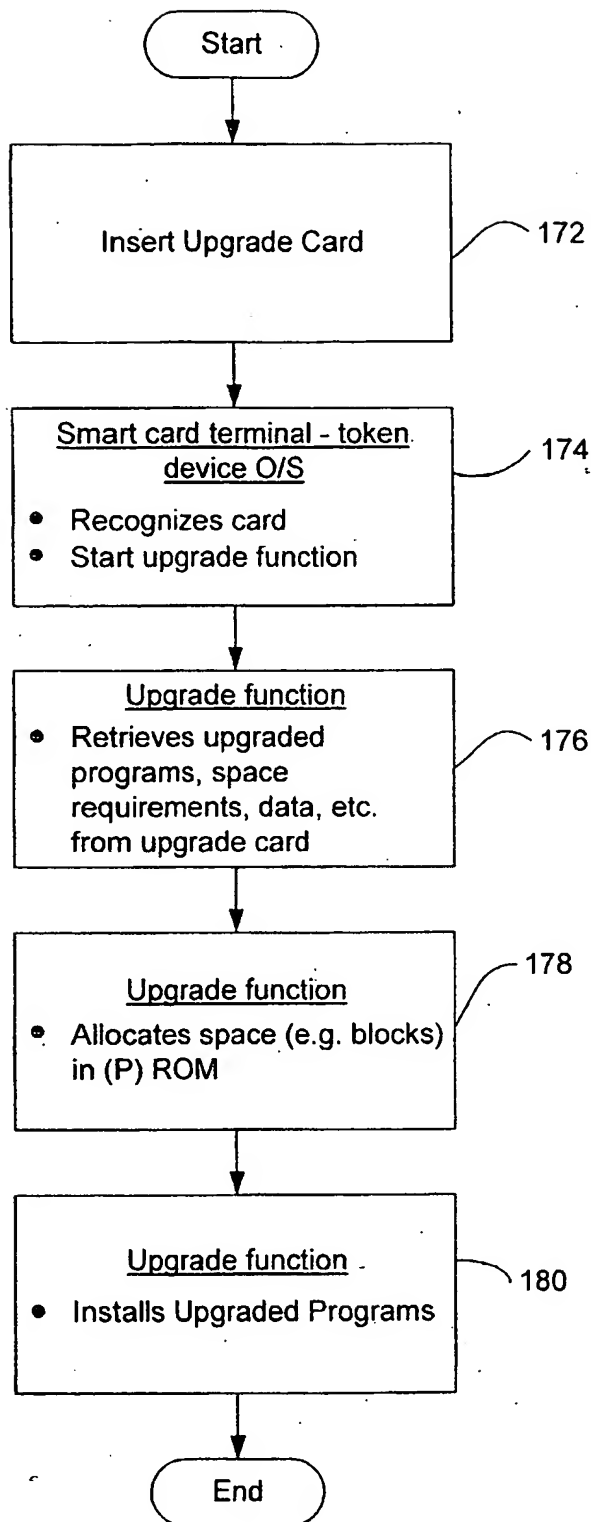 Start
Insert Upgrade Card
172
Smart card terminal - token
device O/S
• Recognizes card
• Start upgrade function
174
Upgrade function
• Retrieves upgraded
programs, space
requirements, data, etc.
from upgrade card
176
Upgrade function
• Allocates space (e.g. blocks)
in (P) ROM
178
Upgrade function
• Installs Upgraded Programs
180
End